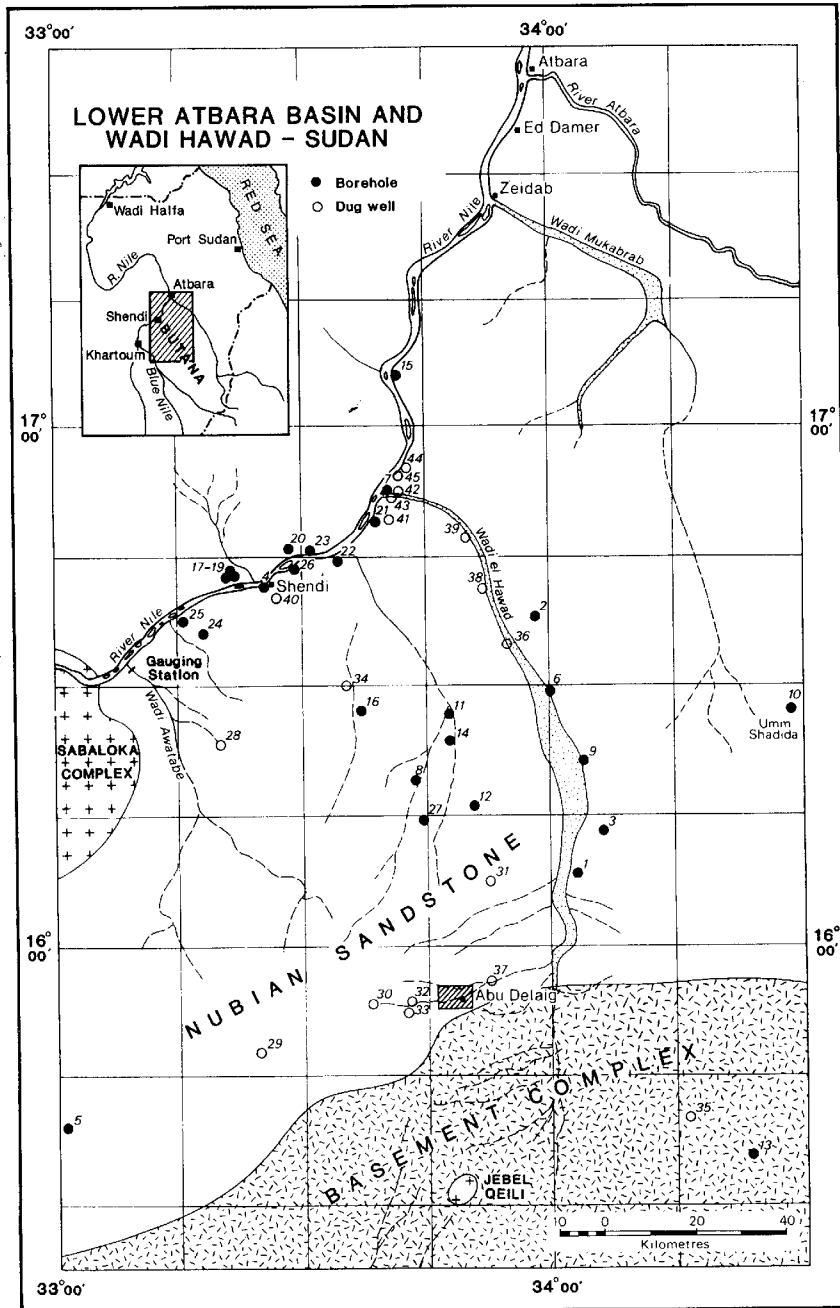 33°00'
34°00'
Atbara
River Atbara
LOWER ATBARA BASIN AND
WADI HAWAD – SUDAN
Ed Damer
Borehole
Dug well
Zeidab
RED SEA
Wadi Halfa
Port Sudan
R. Nile
Atbara
Shendi
BUTANA
Khartoum
Blue Nile
River Nile
Wadi Mukabrab
15
17°
00'
17°
00'
44
45
7
42
43
21
41
39
Wadi el Hawad
20
23
22
26
17-19
4
Shendi
40
38
2
25
24
36
River Nile
Gauging
Station
34
6
10
Umm
Shadida
16
11
28
14
Wadi Awatabe
SABALOKA
COMPLEX
9
8
12
27
3
31
1
NUBIAN SANDSTONE
16°
00'
16°
00'
37
30
32
33
Abu Delaig
29
BASEMENT COMPLEX
35
5
13
JEBEL
QEILI
10 0 20 40
Kilometres
33°00'
34°00'